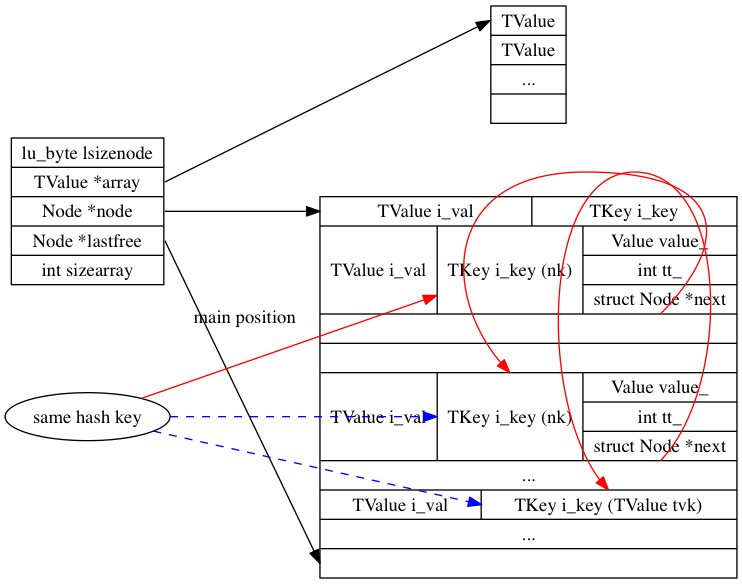 TValue
TValue
...
lu_byte lsizenode
TValue *array
Node *node
Node *lastfree
int sizearray
TValue i_val
TKey i_key
TValue i_val
TKey i_key (nk)
Value value_
int tt_
struct Node *next
main position
same hash key
TValue i_val
TKey i_key (nk)
Value value_
int tt_
struct Node *next
...
TValue i_val
TKey i_key (TValue tvk)
...